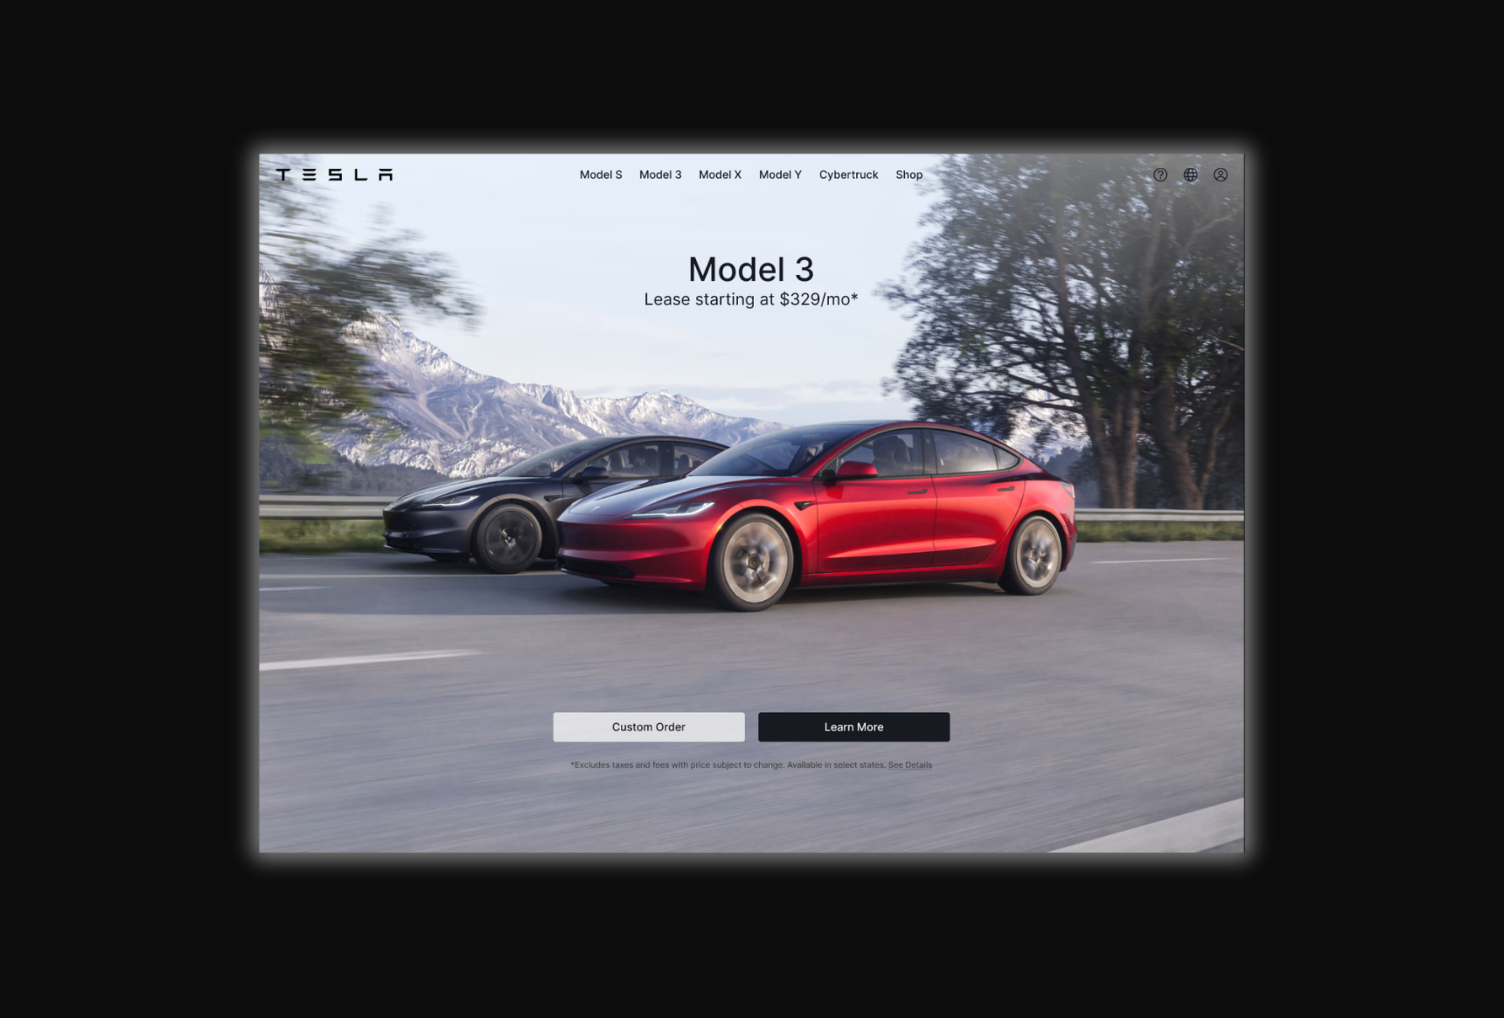 TESLA
Model S Model 3 Model X Model Y Cybertruck Shop
Model 3
Lease starting at $329/mo*
Custom Order
Learn More
*Excludes taxes and fees with price subject to change. Available in select states. See Details